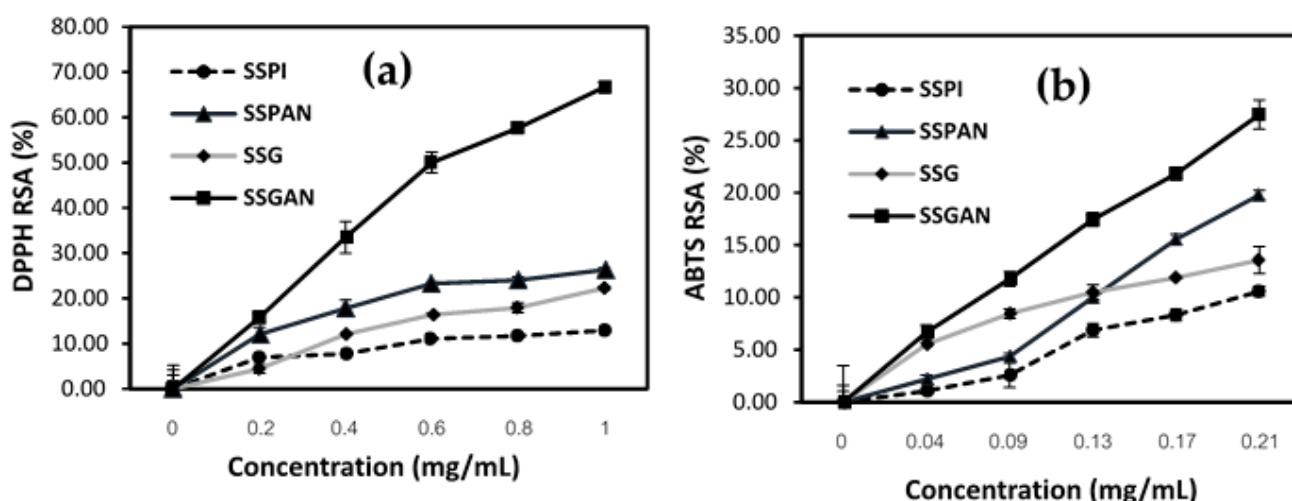 80.00
70.00
60.00
50.00
40.00
30.00
20.00
10.00
0.00
DPPH RSA (%)
(a)
SSPI
SSPAN
SSG
SSGAN
0 0.2 0.4 0.6 0.8 1
Concentration (mg/mL)
35.00
30.00
25.00
20.00
15.00
10.00
5.00
0.00
ABTS RSA (%)
(b)
SSPI
SSPAN
SSG
SSGAN
0 0.04 0.09 0.13 0.17 0.21
Concentration (mg/mL)